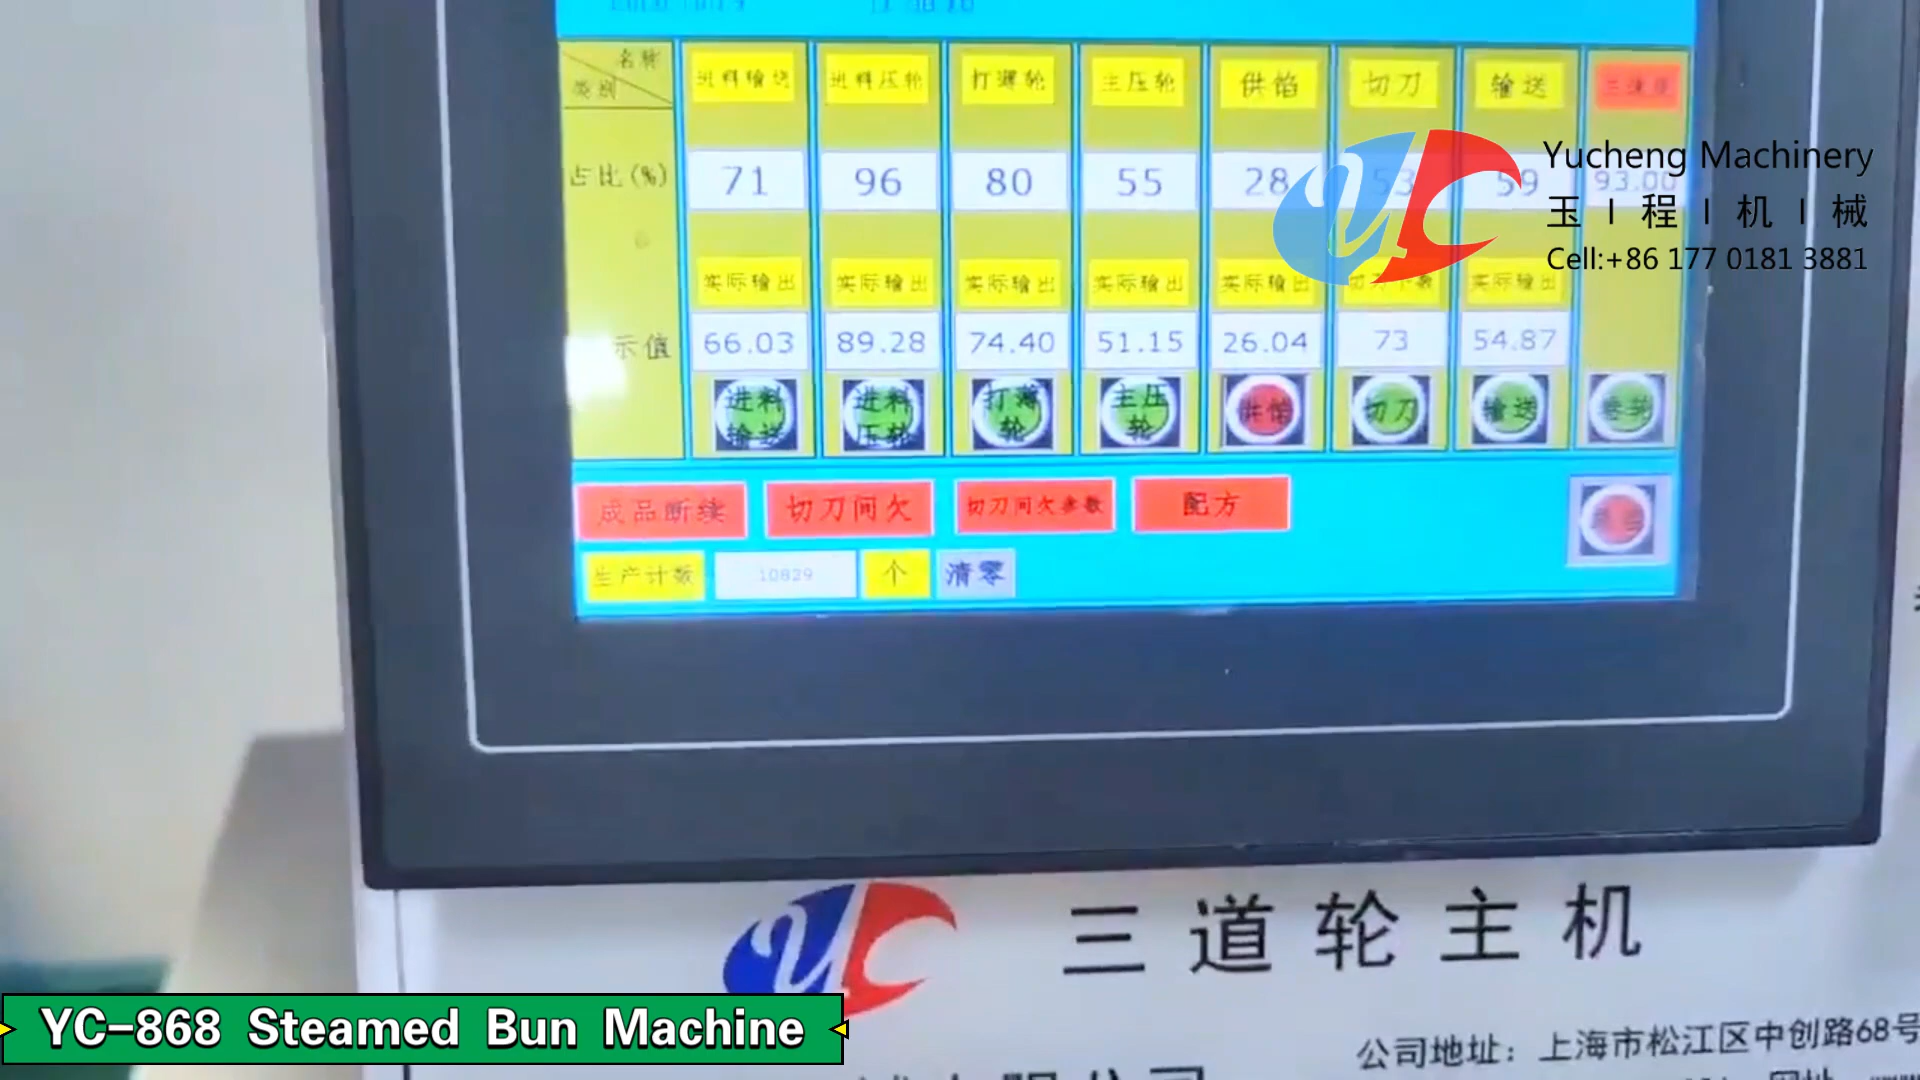 名称
类别
进料输送 进料压轮 打薄轮 主压轮 供馅 切刀 输送
占比(%) 71 96 80 55 28 53 59 93.00
实际输出 实际输出 实际输出 实际输出 实际输出 实际输出
示值 66.03 89.28 74.40 51.15 26.04 73 54.87
进料输送 进料压轮 打薄轮 主压轮 供馅 切刀 输送 卷轮
成品断续 切刀间欠 切刀间欠参数 配方
生产计数 10829 个 清零
YC
Yucheng Machinery
玉 | 程 | 机 | 械
Cell:+86 177 0181 3881
YC 三道轮主机
公司地址：上海市松江区中创路68号
YC-868 Steamed Bun Machine